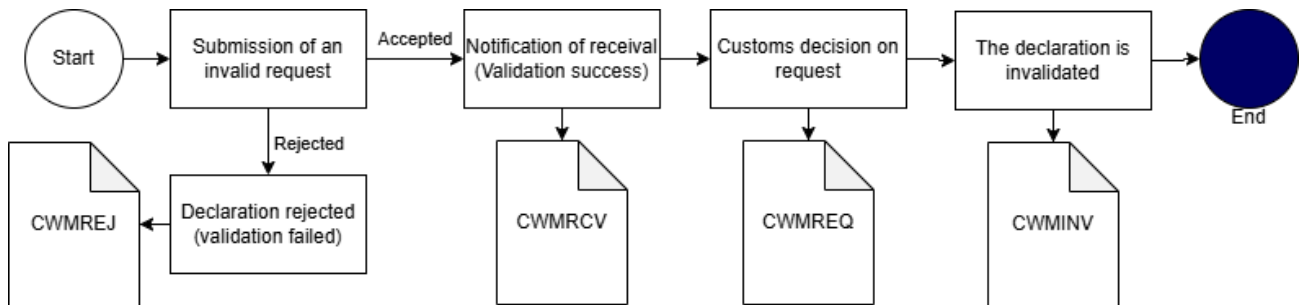 Start
Submission of an
invalid request
Accepted
Notification of receival
(Validation success)
Customs decision on
request
The declaration is
invalidated
End
Rejected
CWMREJ
Declaration rejected
(validation failed)
CWMRCV
CWMREQ
CWMINV